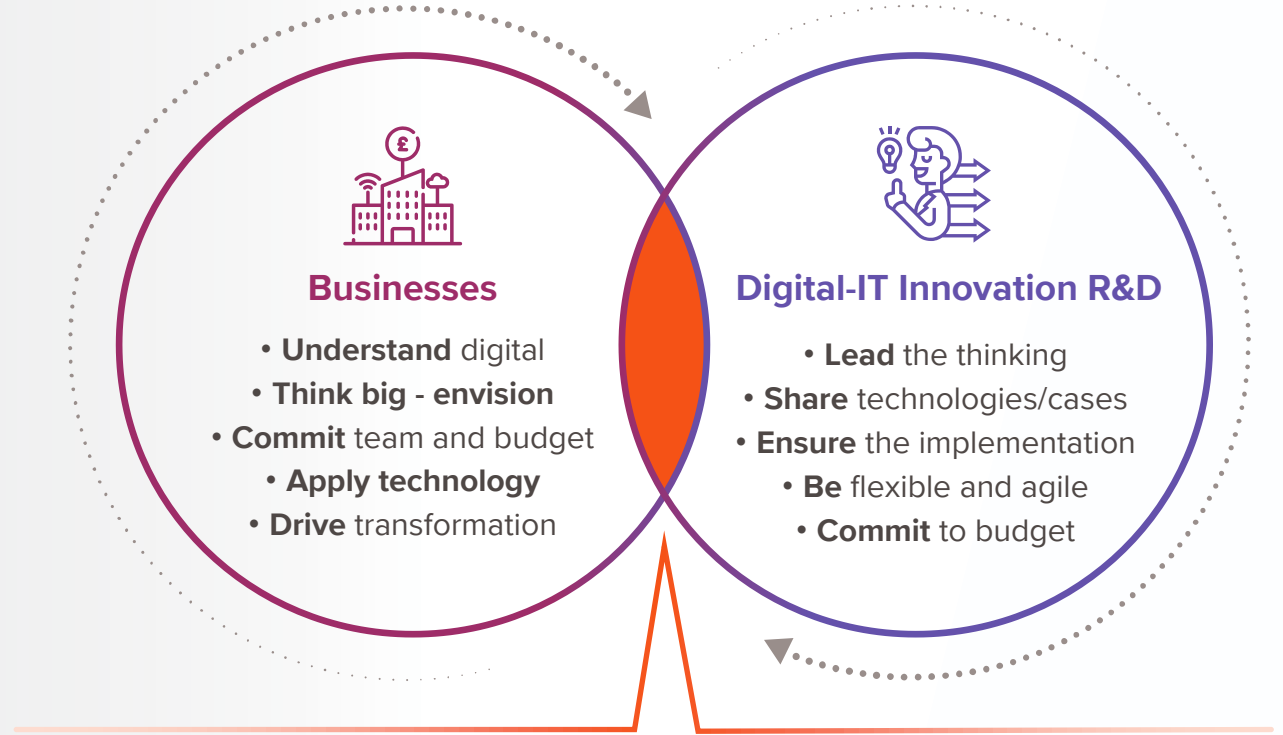 £
Businesses
• Understand digital
• Think big - envision
• Commit team and budget
• Apply technology
• Drive transformation
Digital-IT Innovation R&D
• Lead the thinking
• Share technologies/cases
• Ensure the implementation
• Be flexible and agile
• Commit to budget